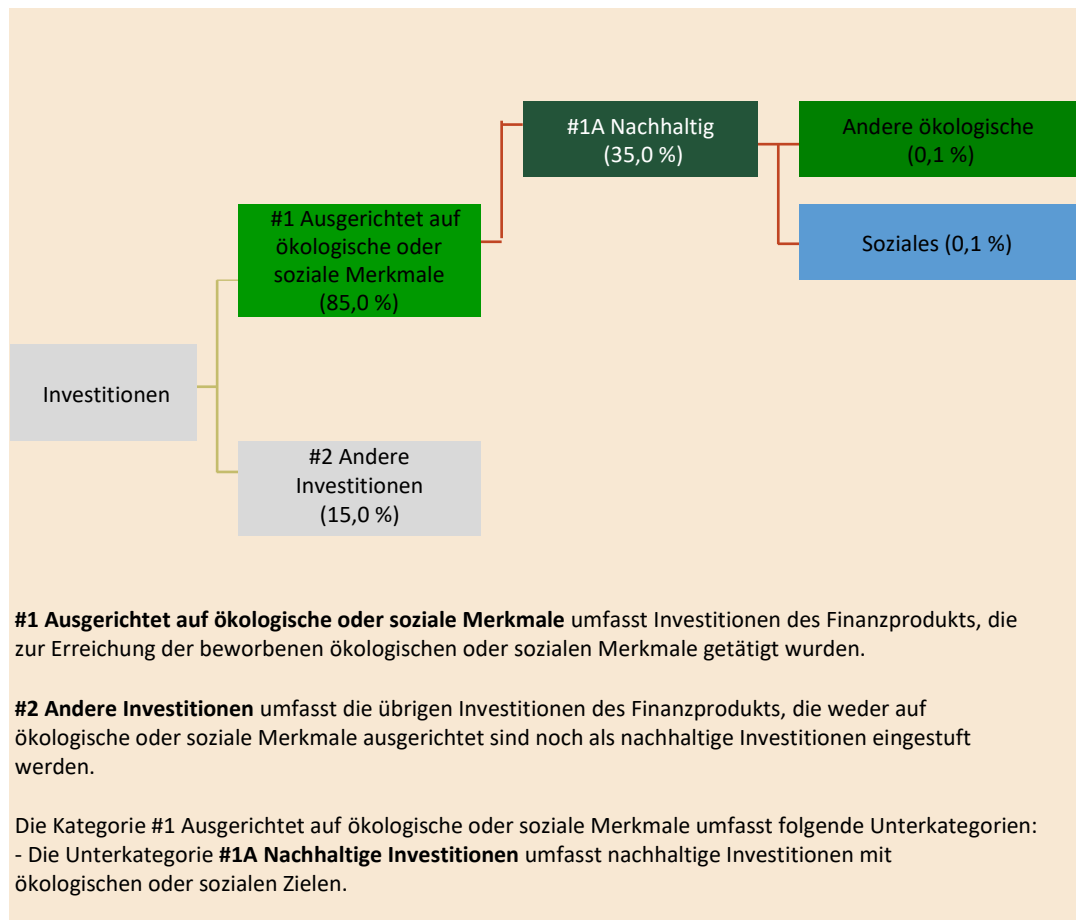 #1A Nachhaltig
(35,0 %)
Andere ökologische
(0,1 %)
#1 Ausgerichtet auf
ökologische oder
soziale Merkmale
(85,0 %)
Soziales (0,1 %)
Investitionen
#2 Andere
Investitionen
(15,0 %)
#1 Ausgerichtet auf ökologische oder soziale Merkmale umfasst Investitionen des Finanzprodukts, die
zur Erreichung der beworbenen ökologischen oder sozialen Merkmale getätigt wurden.
#2 Andere Investitionen umfasst die übrigen Investitionen des Finanzprodukts, die weder auf
ökologische oder soziale Merkmale ausgerichtet sind noch als nachhaltige Investitionen eingestuft
werden.
Die Kategorie #1 Ausgerichtet auf ökologische oder soziale Merkmale umfasst folgende Unterkategorien:
- Die Unterkategorie #1A Nachhaltige Investitionen umfasst nachhaltige Investitionen mit
ökologischen oder sozialen Zielen.